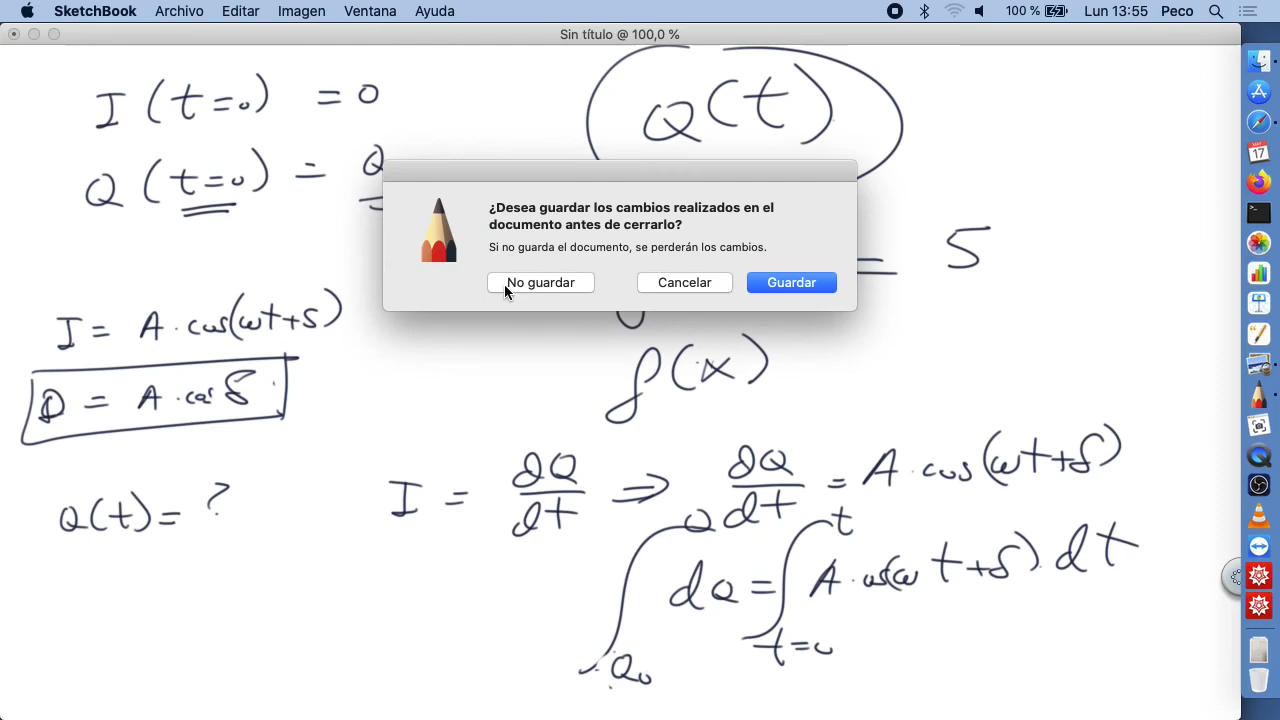 SketchBook Archivo Editar Imagen Ventana Ayuda 100 % Lun 13:55 Peco
Sin título @ 100,0 %
I (t=0) = 0
Q(t)
Q (t=0) = Q
¿Desea guardar los cambios realizados en el
documento antes de cerrarlo?
Si no guarda el documento, se perderán los cambios.
No guardar Cancelar Guardar
= 5
I = A · cos(ωt+δ)
f(x)
0 = A · cos δ
I = dQ/dt ⇒ dQ/dt = A · cos(ωt+δ)
Q(t) = ?
∫_{Q₀}^{Q} dQ = ∫_{t=0}^{t} A · cos(ωt+δ) · dt
MAY
17